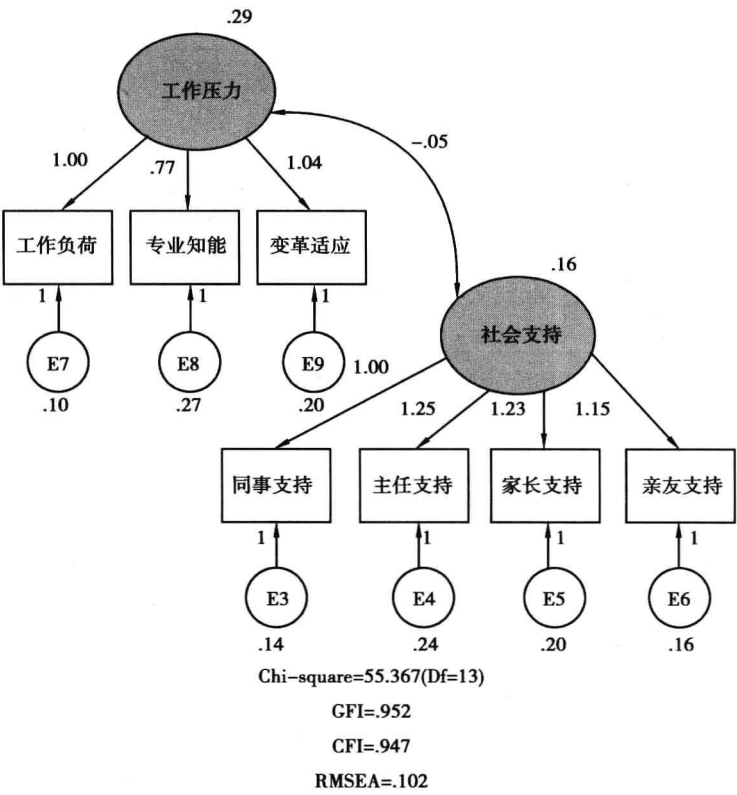 .29
工作压力
-.05
1.00
.77
1.04
工作负荷
专业知能
变革适应
.16
1
1
1
社会支持
E7
E8
E9
.10
.27
.20
1.00
1.25
1.23
1.15
同事支持
主任支持
家长支持
亲友支持
1
1
1
1
E3
E4
E5
E6
.14
.24
.20
.16
Chi-square=55.367(Df=13)
GFI=.952
CFI=.947
RMSEA=.102